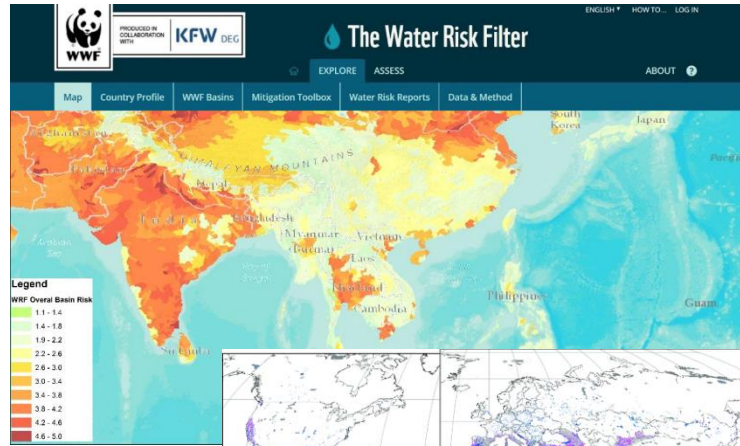 ENGLISH HOW TO... LOG IN
WWF
PRODUCED IN
COLLABORATION
WITH
KFW DEG
The Water Risk Filter
EXPLORE ASSESS
ABOUT ?
Map Country Profile WWF Basins Mitigation Toolbox Water Risk Reports Data & Method
South
Korea
Japan
Afghanistan
Pakistan
HIMALAYAN MOUNTAINS
Nepal
India
Bangladesh
Myanmar
(Burma)
Vietnam
Laos
Thailand
Cambodia
Philippines
Guam
Sri Lanka
Legend
WRF Overal Basin Risk
1.1 - 1.4
1.4 - 1.8
1.9 - 2.2
2.2 - 2.6
2.6 - 3.0
3.0 - 3.4
3.4 - 3.8
3.8 - 4.2
4.2 - 4.6
4.6 - 5.0